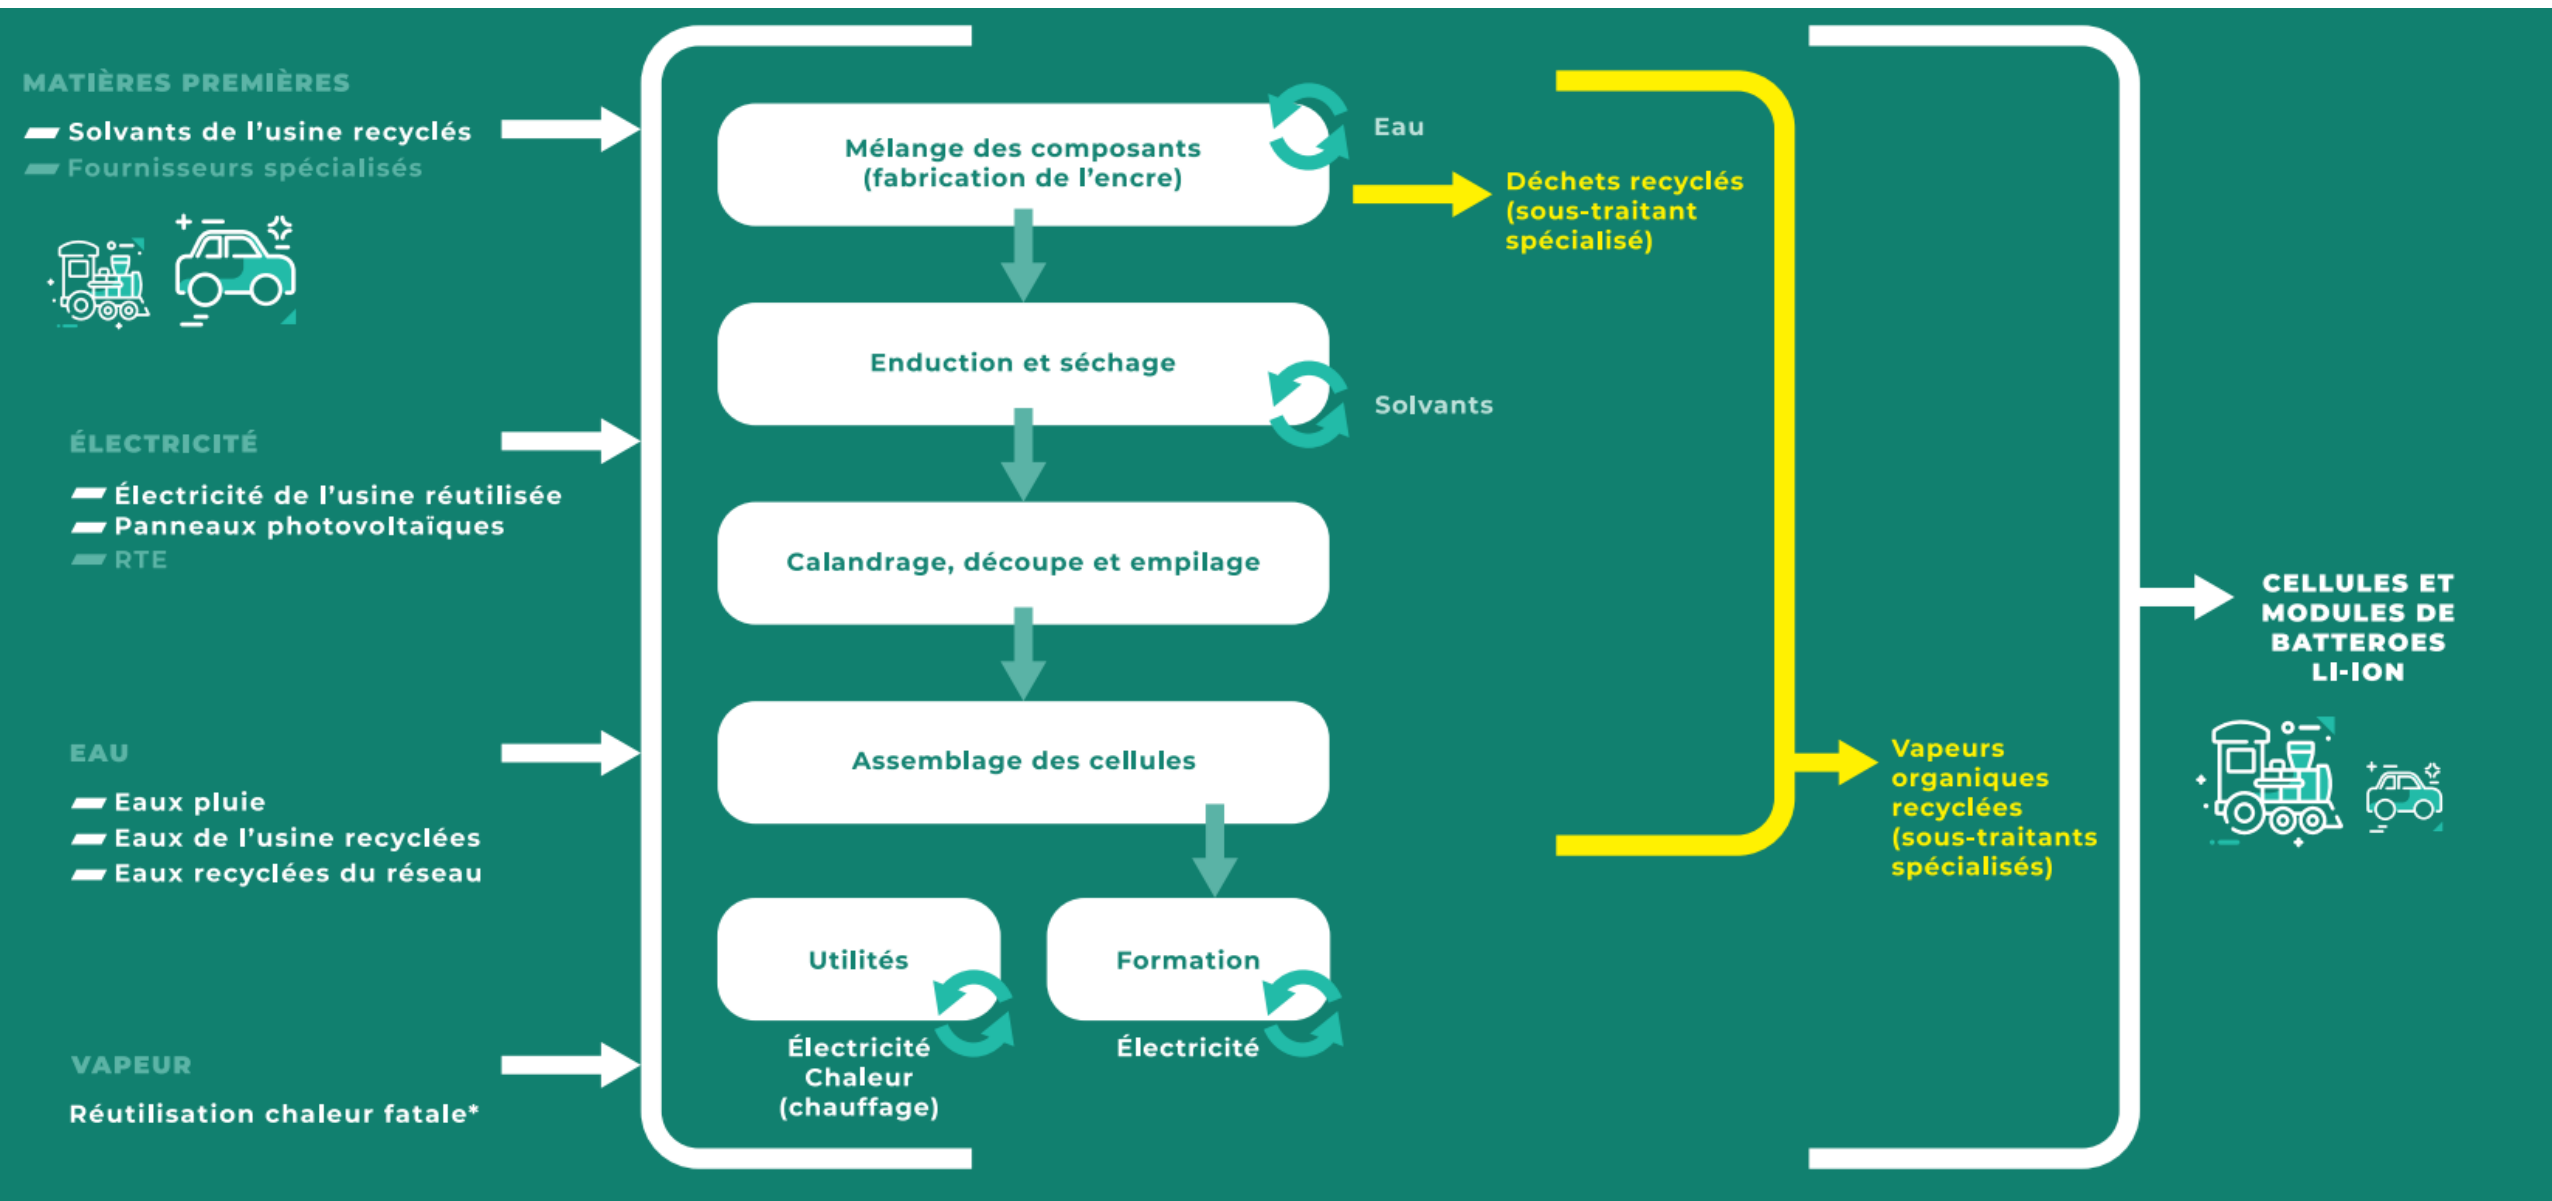 MATIÈRES PREMIÈRES
Solvants de l'usine recyclés
Fournisseurs spécialisés
ÉLECTRICITÉ
Électricité de l'usine réutilisée
Panneaux photovoltaïques
RTE
EAU
Eaux pluie
Eaux de l'usine recyclées
Eaux recyclées du réseau
VAPEUR
Réutilisation chaleur fatale*
Mélange des composants
(fabrication de l'encre)
Eau
Déchets recyclés
(sous-traitant
spécialisé)
Enduction et séchage
Solvants
Calandrage, découpe et empilage
Assemblage des cellules
Utilités
Électricité
Chaleur
(chauffage)
Formation
Électricité
Vapeurs
organiques
recyclées
(sous-traitants
spécialisés)
CELLULES ET
MODULES DE
BATTEROES
LI-ION